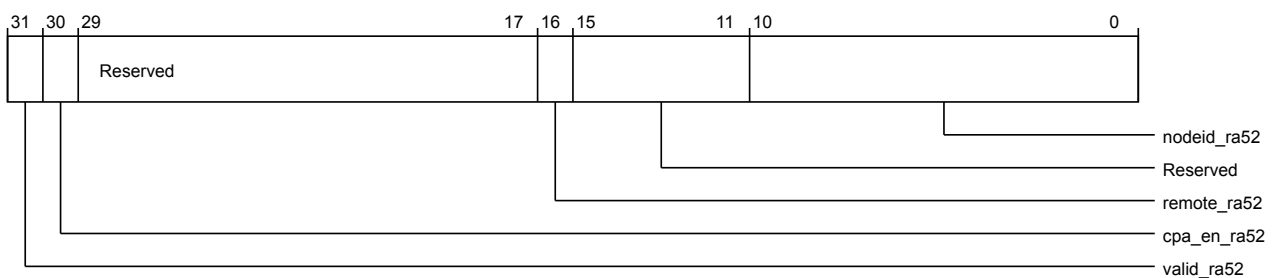 31 30 29 17 16 15 11 10 0
Reserved
nodeid_ra52
Reserved
remote_ra52
cpa_en_ra52
valid_ra52